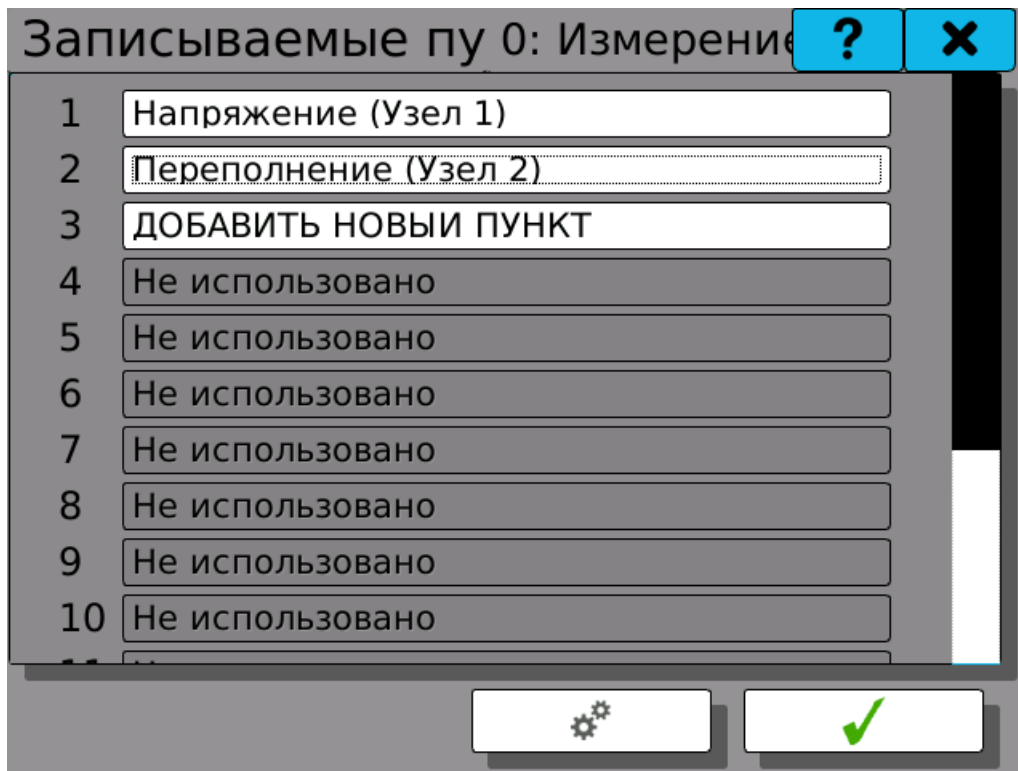 Записываемые пу 0: Измерение
?
1 Напряжение (Узел 1)
2 Переполнение (Узел 2)
3 ДОБАВИТЬ НОВЫИ ПУНКТ
4 Не использовано
5 Не использовано
6 Не использовано
7 Не использовано
8 Не использовано
9 Не использовано
10 Не использовано